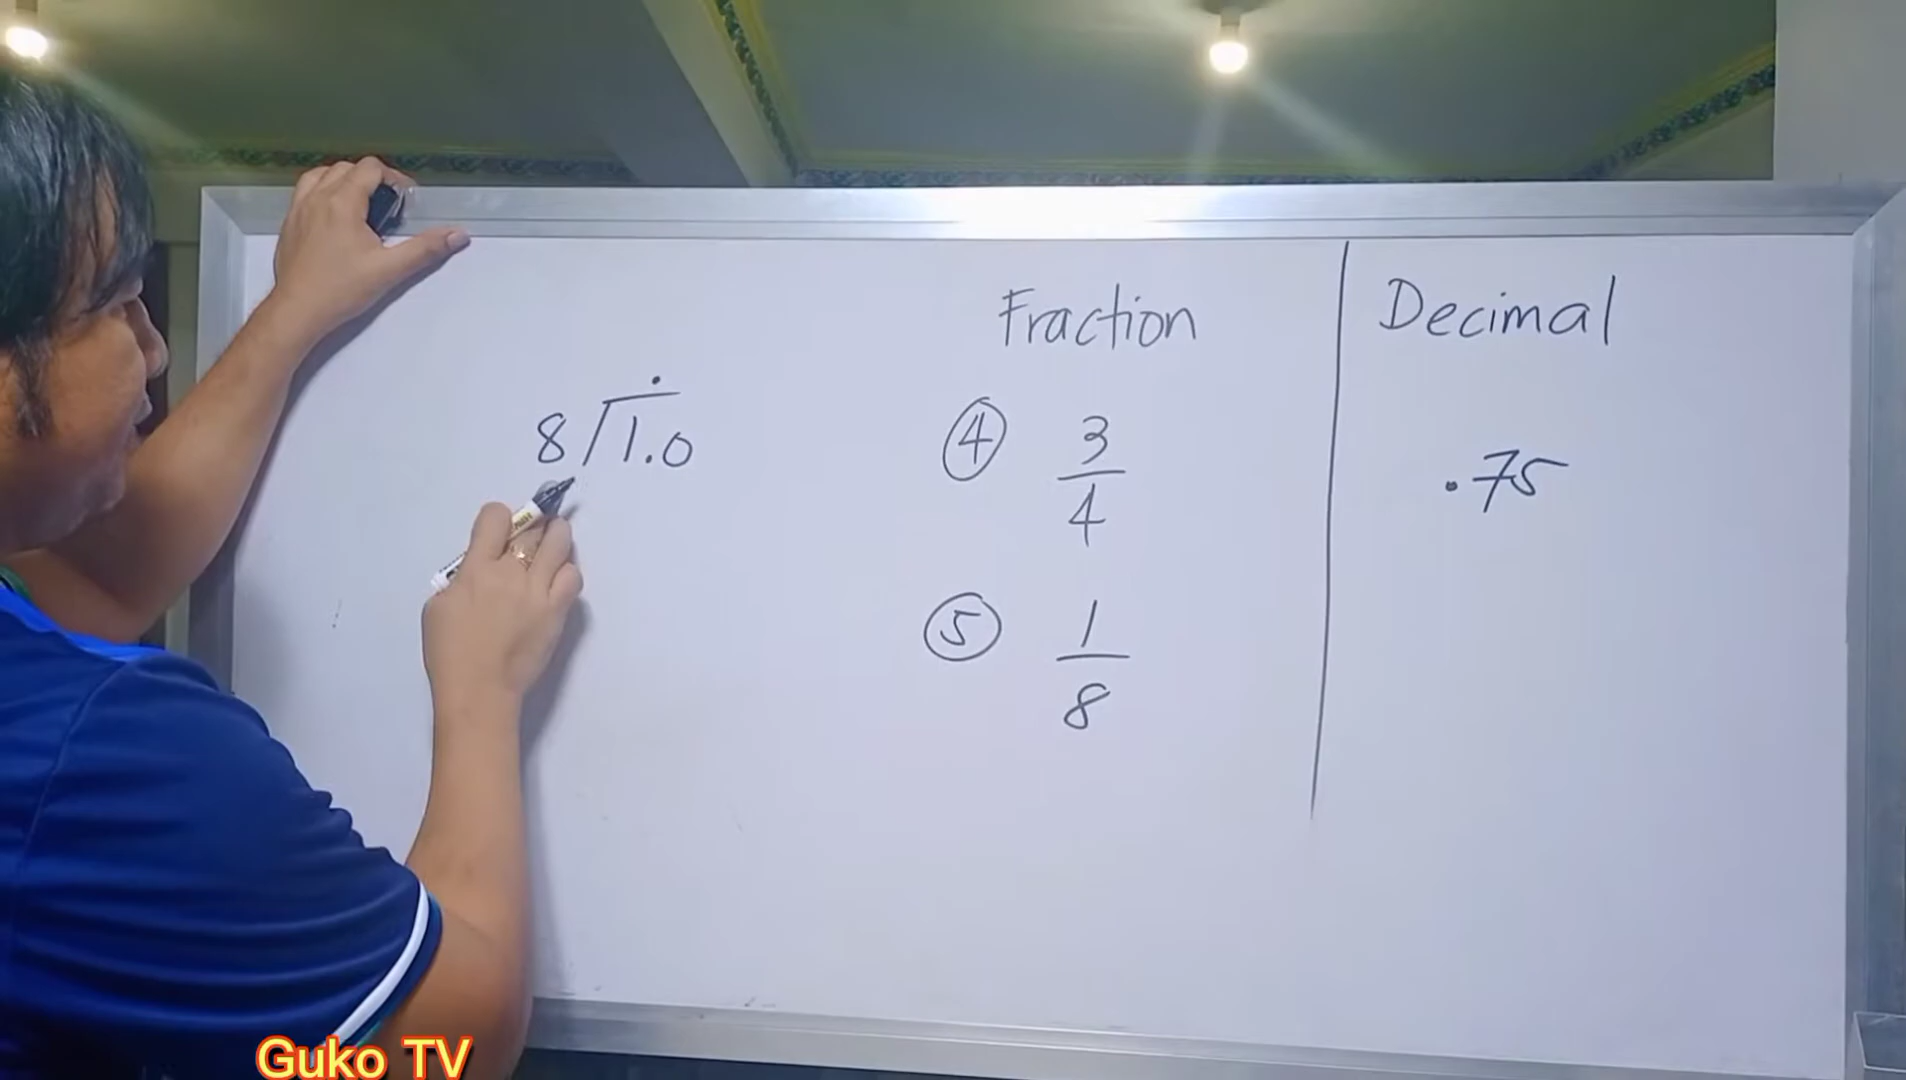 Fraction
Decimal
.
8 / 1.0
④ 3/4
.75
⑤ 1/8
Guko TV